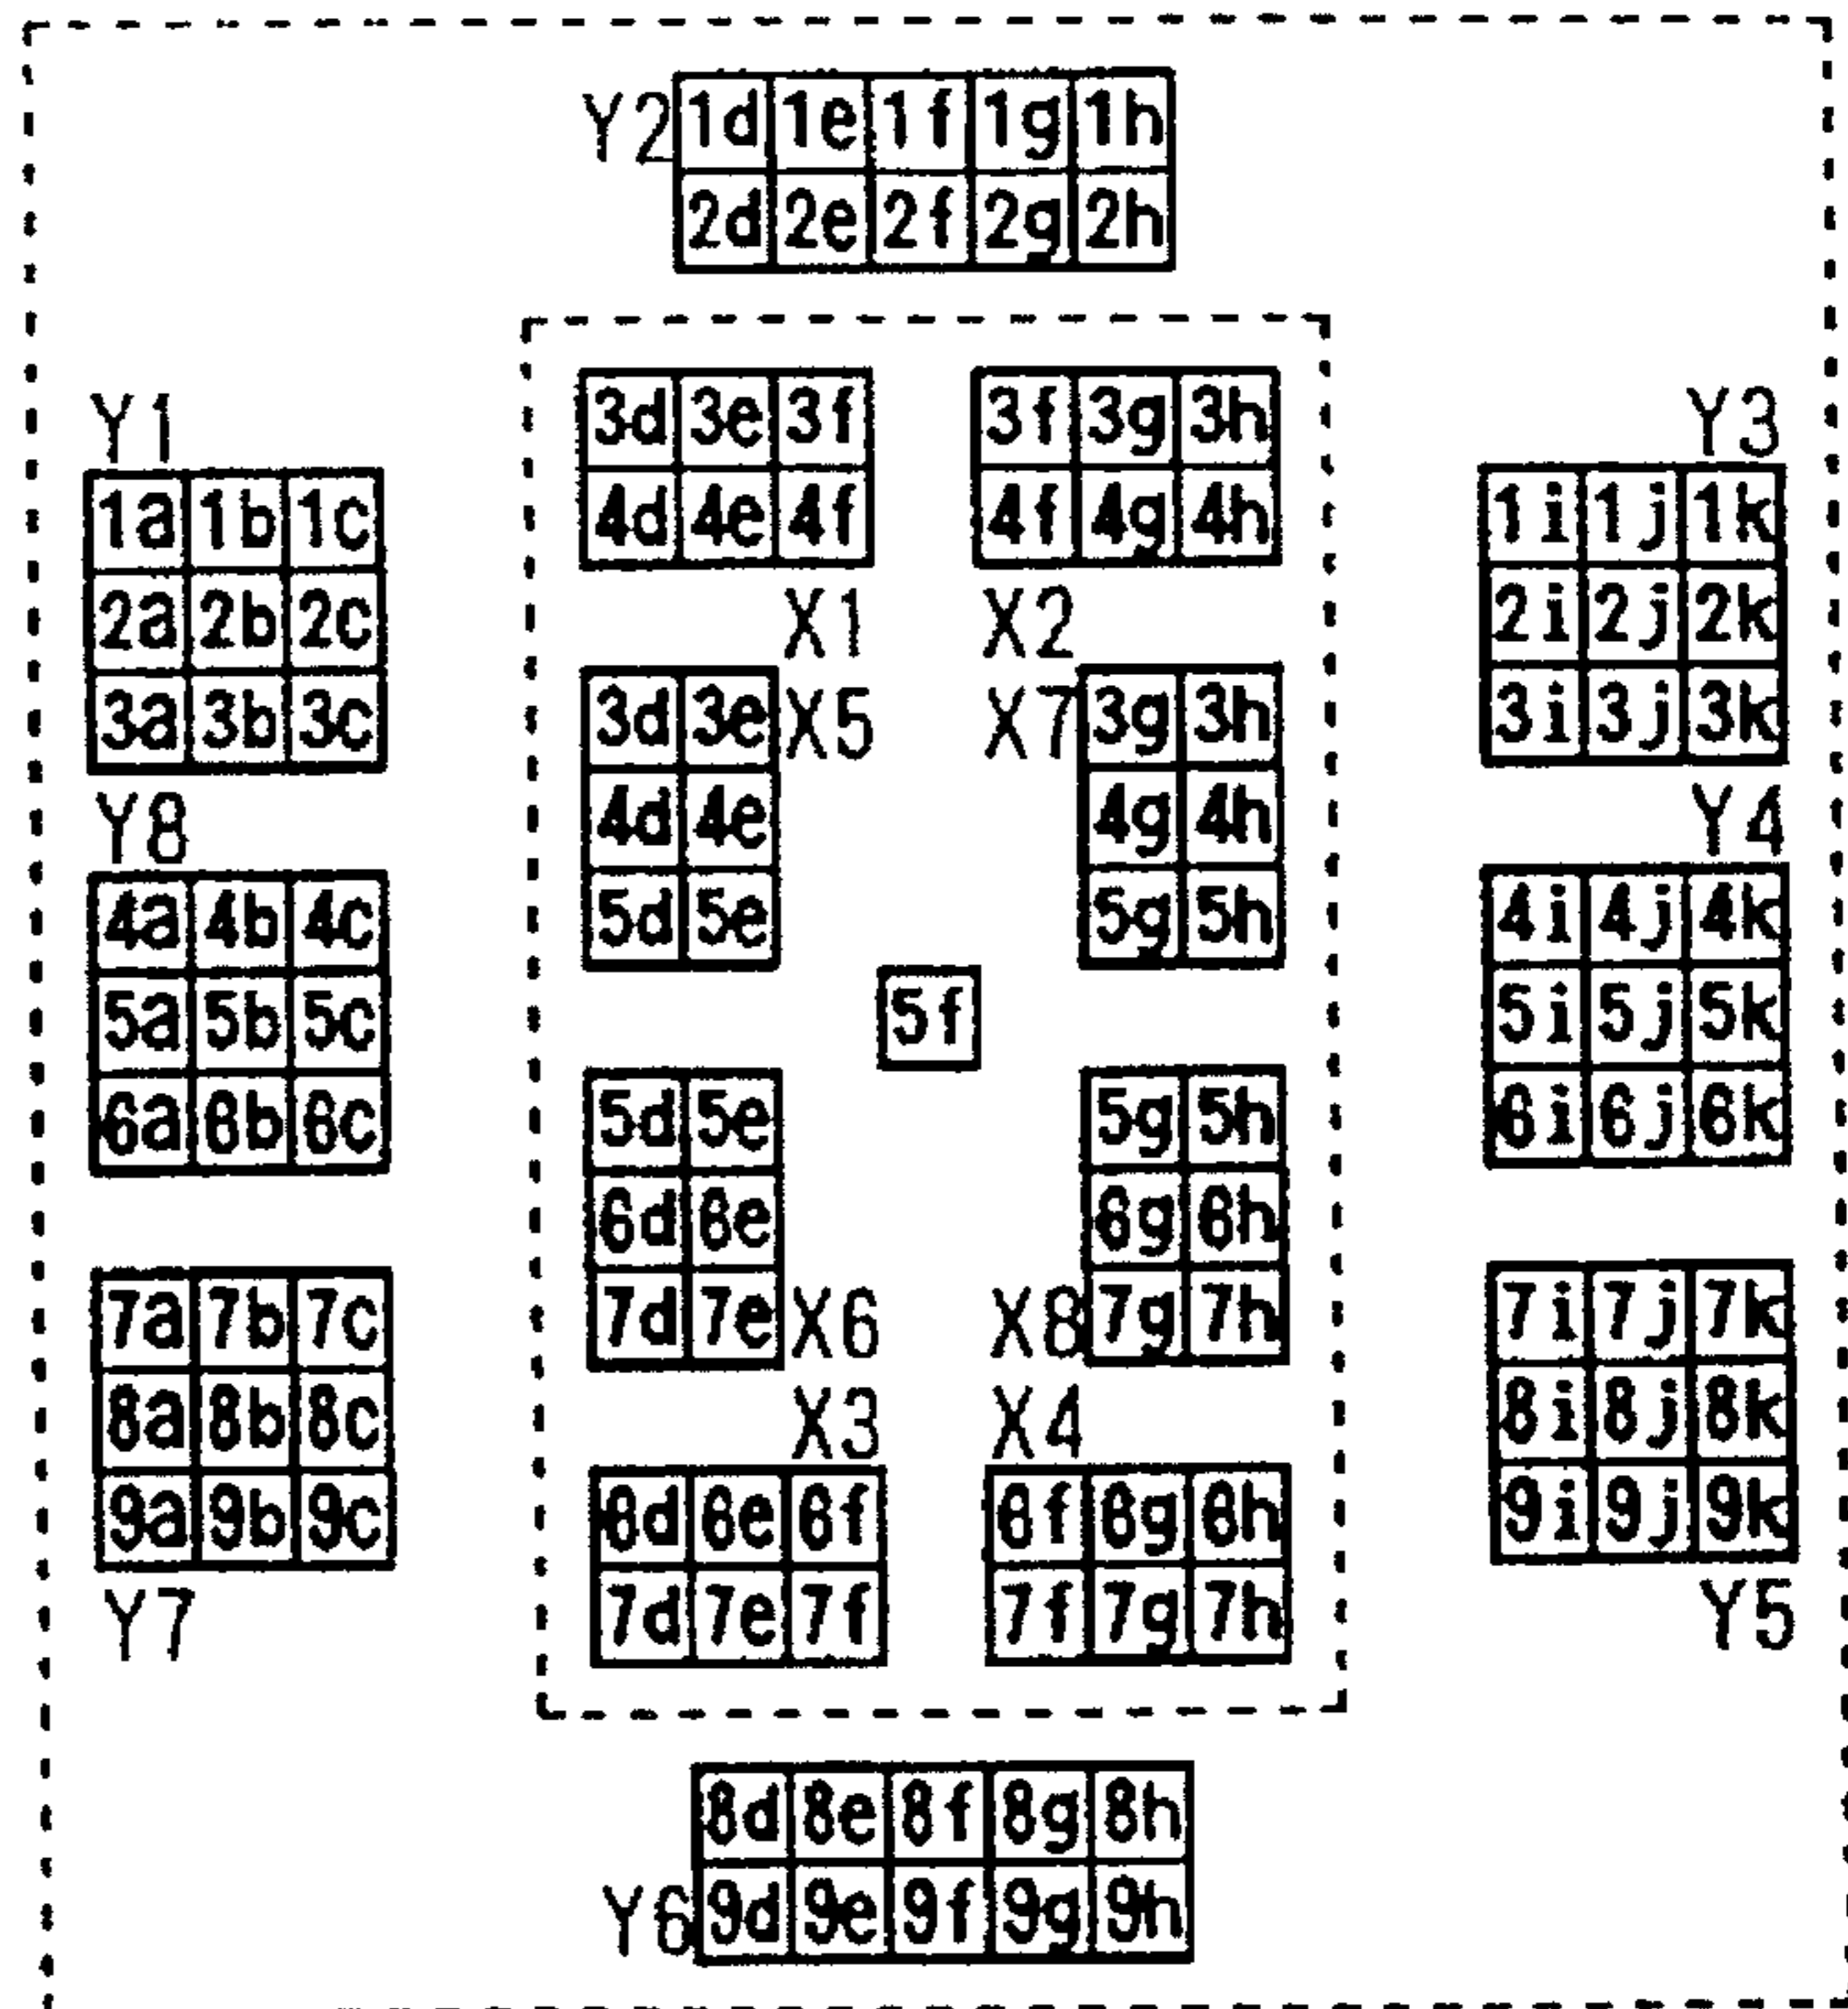 Y2 1d 1e 1f 1g 1h
2d 2e 2f 2g 2h
Y1
1a 1b 1c
2a 2b 2c
3a 3b 3c
Y8
4a 4b 4c
5a 5b 5c
6a 6b 6c
7a 7b 7c
8a 8b 8c
9a 9b 9c
Y7
3d 3e 3f
4d 4e 4f
X1
3f 3g 3h
4f 4g 4h
X2
3d 3e X5
4d 4e
5d 5e
X7 3g 3h
4g 4h
5g 5h
5f
5d 5e
6d 6e
7d 7e X6
5g 5h
6g 6h
X8 7g 7h
X3
6d 6e 6f
7d 7e 7f
X4
6f 6g 6h
7f 7g 7h
Y3
1i 1j 1k
2i 2j 2k
3i 3j 3k
Y4
4i 4j 4k
5i 5j 5k
6i 6j 6k
7i 7j 7k
8i 8j 8k
9i 9j 9k
Y5
8d 8e 8f 8g 8h
Y6 9d 9e 9f 9g 9h